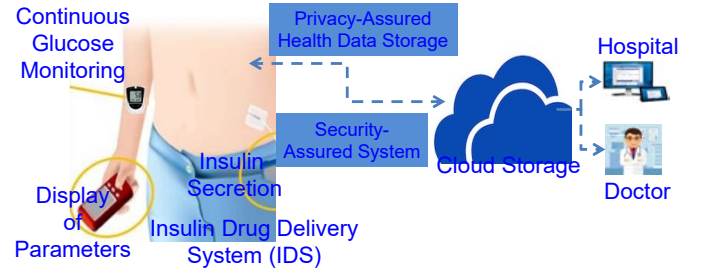 Continuous
Glucose
Monitoring
Privacy-Assured
Health Data Storage
Hospital
Security-
Assured System
Cloud Storage
Doctor
Insulin
Secretion
Display
of
Parameters
Insulin Drug Delivery
System (IDS)